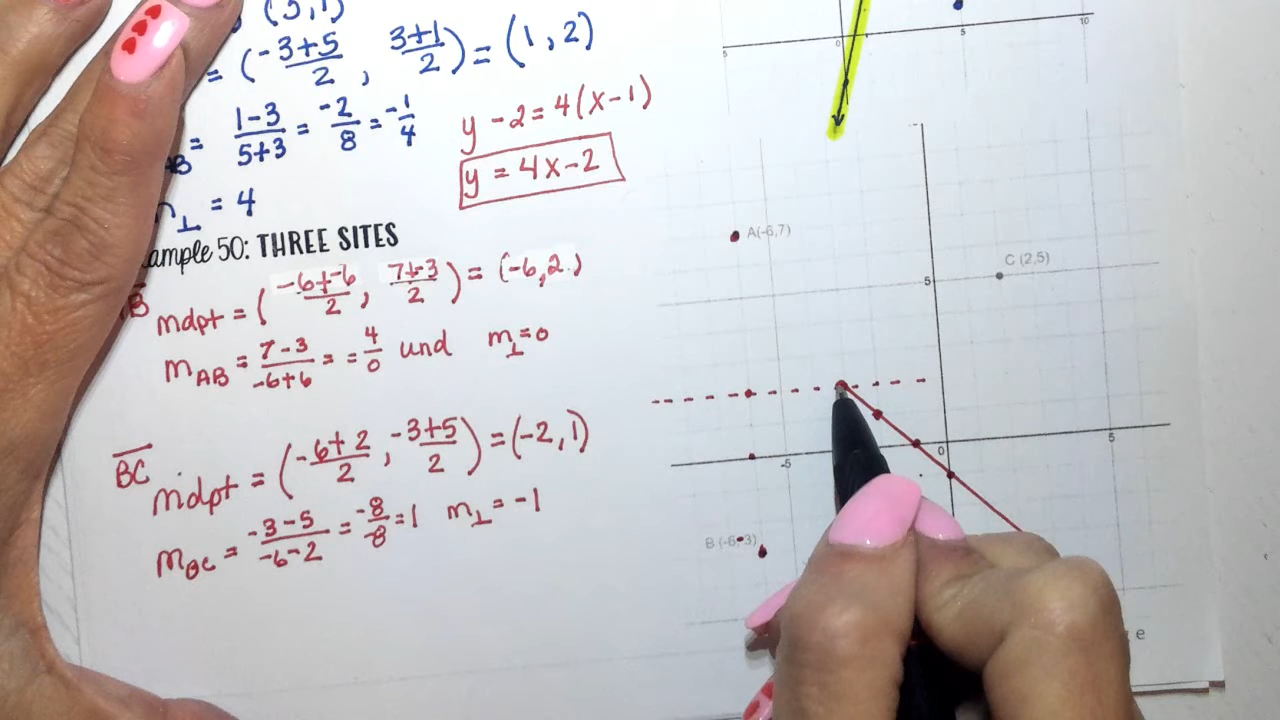 (5,1)
= (-3+5/2, 3+1/2) = (1,2)
= 1-3/5+3 = -2/8 = -1/4
y-2=4(x-1)
y=4x-2
⊥ = 4
ample 50: THREE SITES
mdpt = (-6+-6/2, 7+-3/2) = (-6,2)
mAB = 7-3/-6+6 = = 4/0 und m⊥=0
BC mdpt = (-6+2/2, -3+5/2) = (-2,1)
mBC = -3-5/-6-2 = -8/-8 = 1 m⊥=-1
5 0 5 10
A(-6,7)
C (2,5)
5
-5 0 5
B (-6,-3)
e